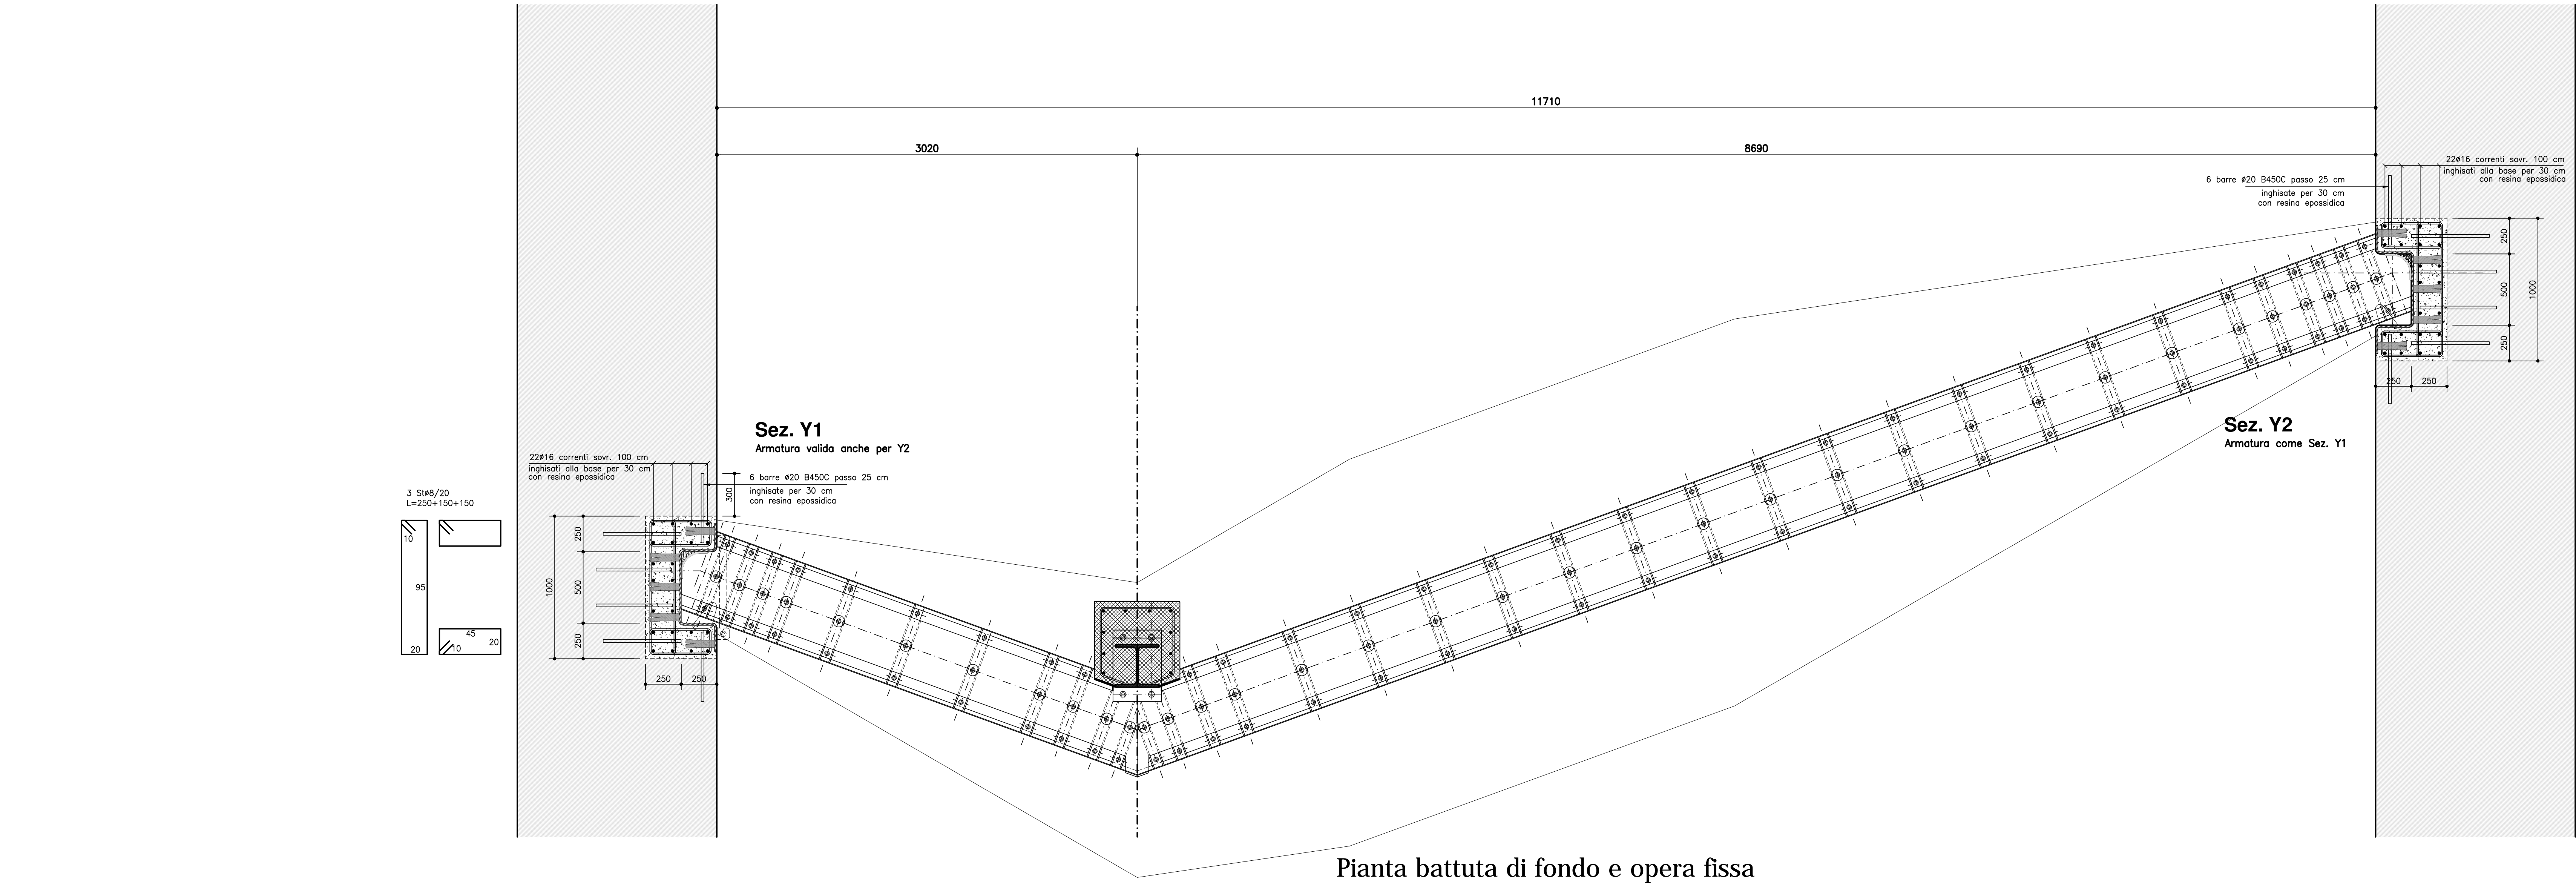 11710
3020
8690
22ø16 correnti sovr. 100 cm
inghisati alla base per 30 cm
con resina epossidica
6 barre ø20 B450C passo 25 cm
inghisate per 30 cm
con resina epossidica
250
500
250
1000
250
250
Sez. Y1
Armatura valida anche per Y2
Sez. Y2
Armatura come Sez. Y1
22ø16 correnti sovr. 100 cm
inghisati alla base per 30 cm
con resina epossidica
6 barre ø20 B450C passo 25 cm
inghisate per 30 cm
con resina epossidica
300
3 Stø8/20
L=250+150+150
10
95
20
45
20
10
250
500
250
1000
250
250
Pianta battuta di fondo e opera fissa